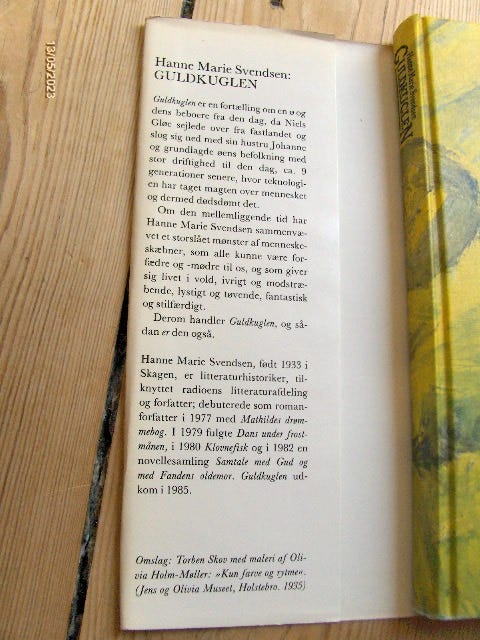 Hanne Marie Svendsen:
GULDKUGLEN
Guldkuglen er en fortælling om en ø og
dens beboere fra den dag, da Niels
Gløe sejlede over fra fastlandet og
slog sig ned med sin hustru Johanne
og grundlagde øens befolkning med
stor driftighed til den dag, ca. 9
generationer senere, hvor teknologi-
en har taget magten over mennesket
og dermed dødsdømt det.
Om den mellemliggende tid har
Hanne Marie Svendsen sammenvæ-
vet et storslået mønster af menneske-
skæbner, som alle kunne være for-
fædre og -mødre til os, og som giver
sig livet i vold, ivrigt og modstræ-
bende, lystigt og tøvende, fantastisk
og stilfærdigt.
Derom handler Guldkuglen, og så-
dan er den også.
Hanne Marie Svendsen, født 1933 i
Skagen, er litteraturhistoriker, til-
knyttet radioens litteraturafdeling
og forfatter; debuterede som roman-
forfatter i 1977 med Mathildes drøm-
mebog. I 1979 fulgte Dans under frost-
månen, i 1980 Klovnefisk og i 1982 en
novellesamling Samtale med Gud og
med Fandens oldemor. Guldkuglen ud-
kom i 1985.
Omslag: Torben Skov med maleri af Oli-
via Holm-Møller: »Kun farve og rytme«.
(Jens og Olivia Museet, Holstebro. 1935)
Hanne Marie Svendsen
GULDKUGLEN
13/05/2023